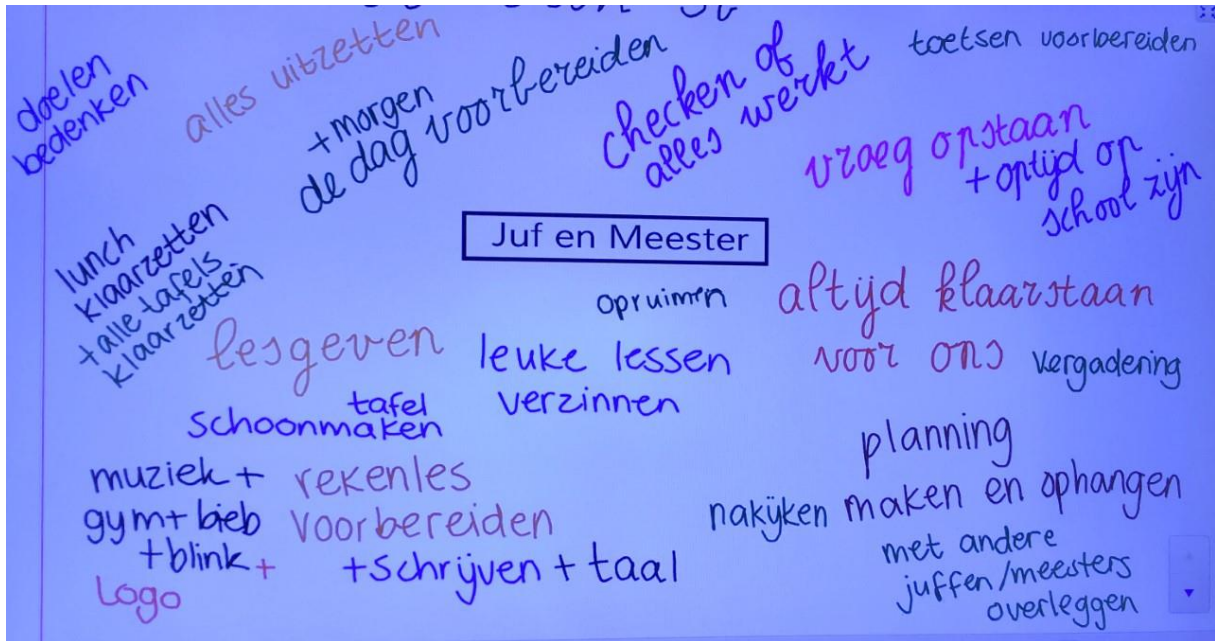 doelen
bedenken
alles uitzetten
+morgen
de dag voorbereiden
checken of
alles werkt
toetsen voorbereiden
vroeg opstaan
+ optijd op
school zijn
lunch
klaarzetten
+alle tafels
klaarzetten
Juf en Meester
opruimen
altijd klaarstaan
voor ons
lesgeven
leuke lessen
verzinnen
vergadering
tafel
schoonmaken
muziek + rekenles
gym+ bieb voorbereiden
+blink + +schrijven + taal
Logo
planning
nakijken maken en ophangen
met andere
juffen/meesters
overleggen